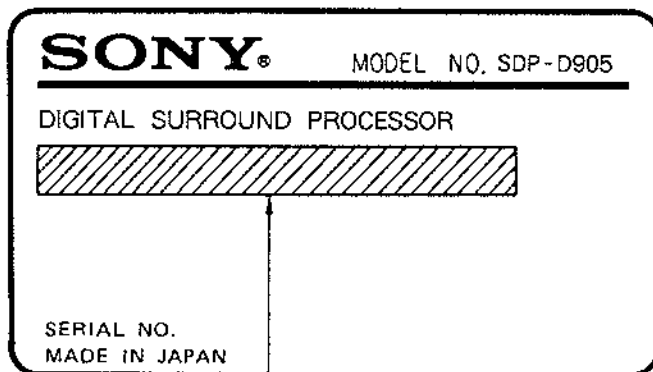 SONY® MODEL NO. SDP-D905
DIGITAL SURROUND PROCESSOR
SERIAL NO.
MADE IN JAPAN